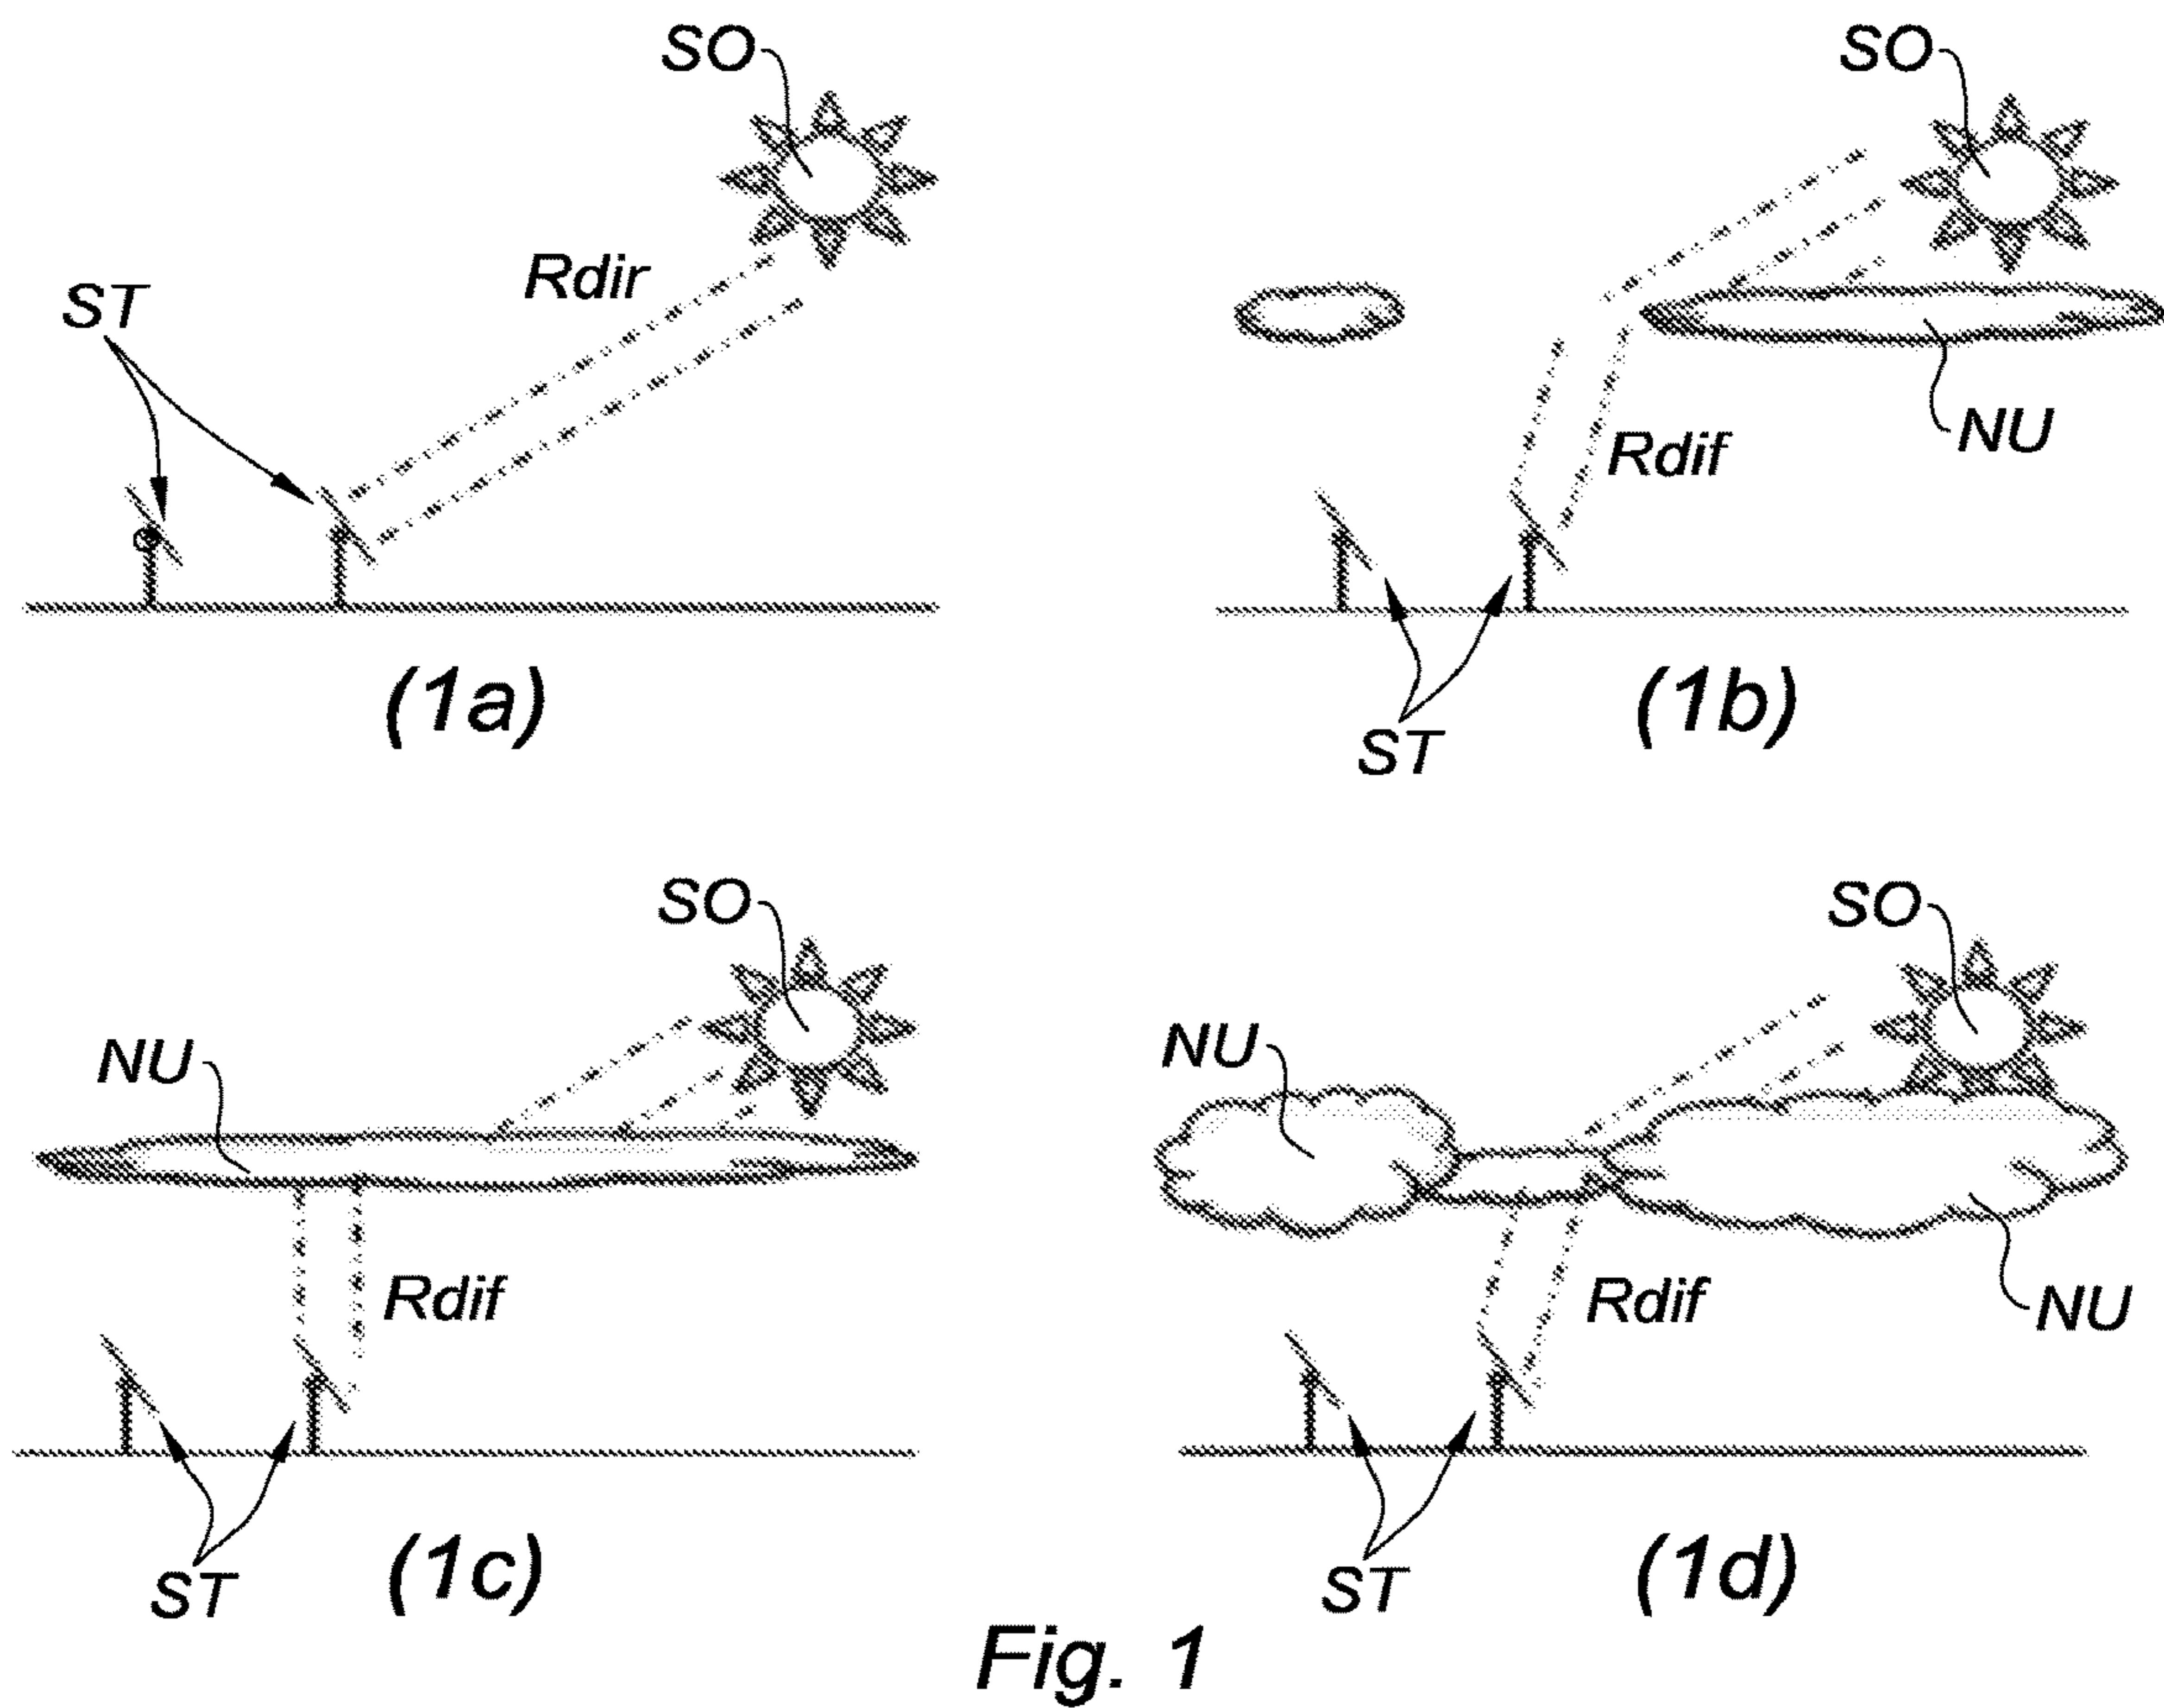 SO
Rdir
ST
(1a)
SO
NU
Rdif
ST
(1b)
SO
NU
Rdif
ST
(1c)
SO
NU
NU
Rdif
ST
(1d)
Fig. 1